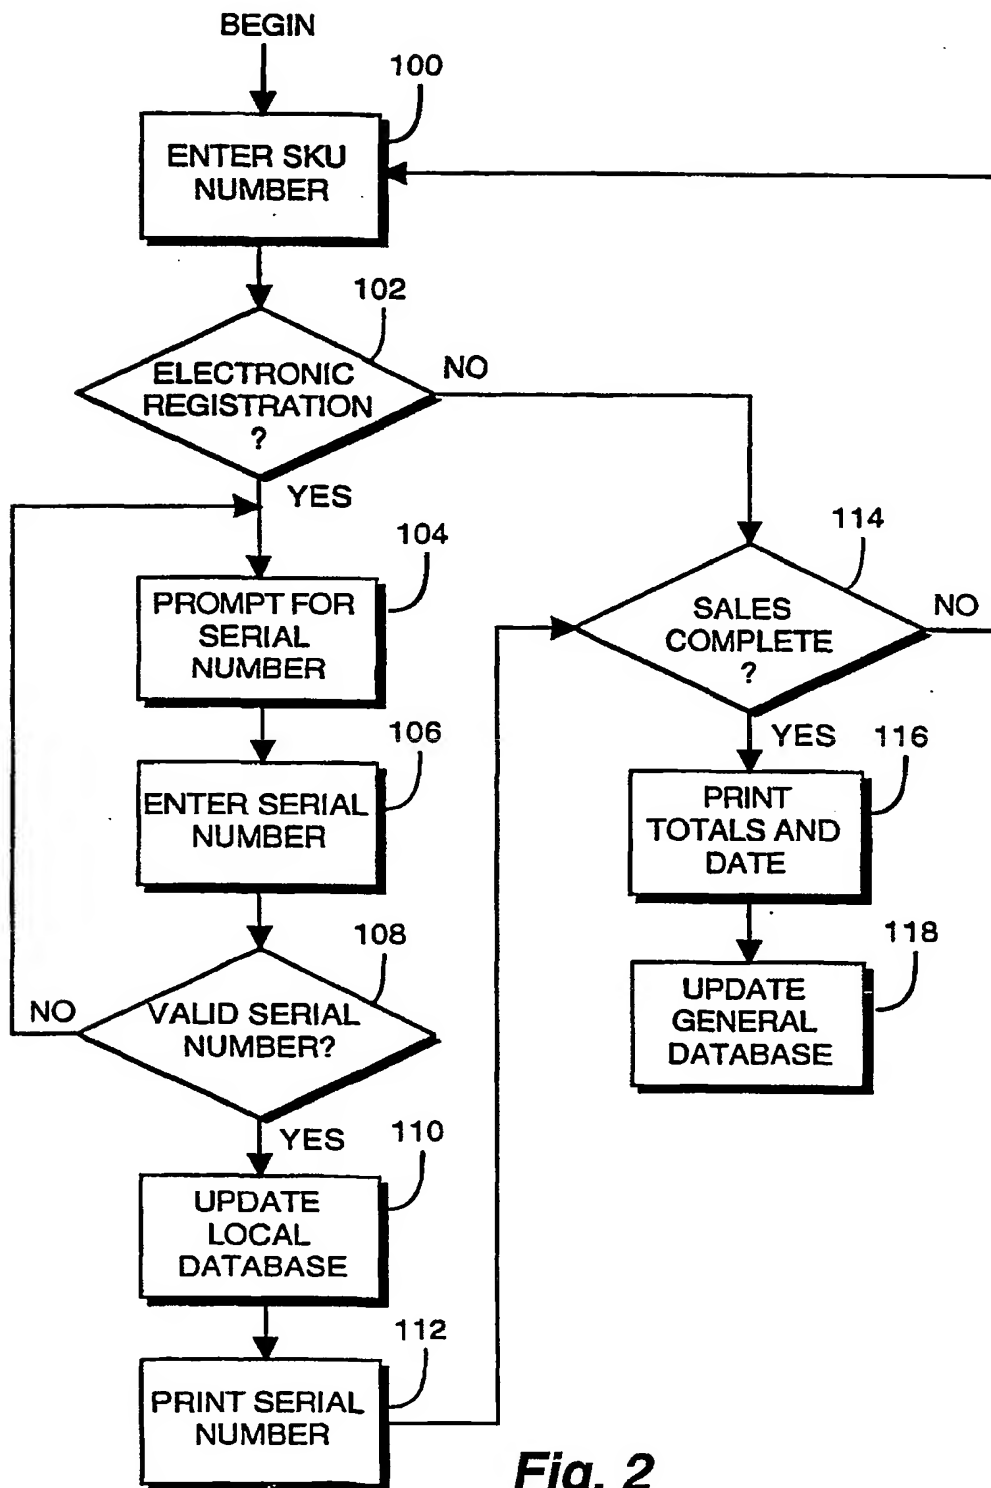 BEGIN
100
ENTER SKU
NUMBER
102
ELECTRONIC
REGISTRATION
?
NO
YES
104
PROMPT FOR
SERIAL
NUMBER
106
ENTER SERIAL
NUMBER
108
VALID SERIAL
NUMBER?
NO
YES
110
UPDATE
LOCAL
DATABASE
112
PRINT SERIAL
NUMBER
114
SALES
COMPLETE
?
NO
YES
116
PRINT
TOTALS AND
DATE
118
UPDATE
GENERAL
DATABASE
Fig. 2